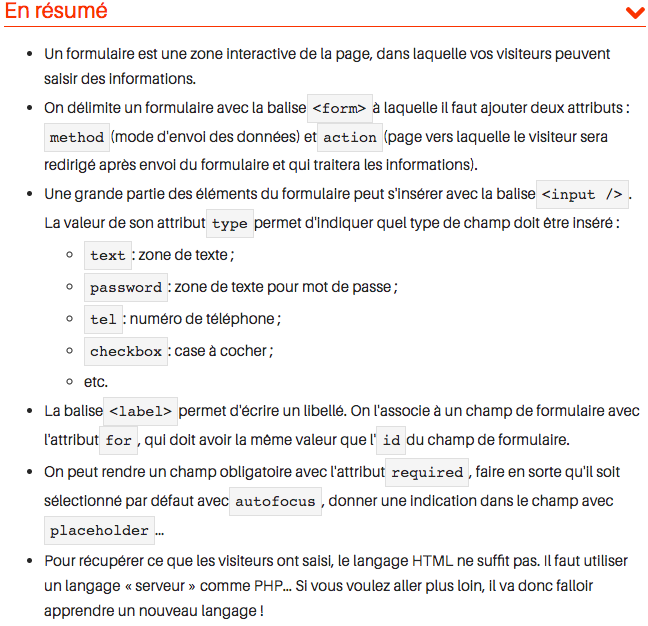 En résumé
Un formulaire est une zone interactive de la page, dans laquelle vos visiteurs peuvent
saisir des informations.
On délimite un formulaire avec la balise <form> à laquelle il faut ajouter deux attributs :
method (mode d'envoi des données) et action (page vers laquelle le visiteur sera
redirigé après envoi du formulaire et qui traitera les informations).
Une grande partie des éléments du formulaire peut s'insérer avec la balise <input /> .
La valeur de son attribut type permet d'indiquer quel type de champ doit être inséré :
text : zone de texte ;
password : zone de texte pour mot de passe ;
tel : numéro de téléphone ;
checkbox : case à cocher ;
etc.
La balise <label> permet d'écrire un libellé. On l'associe à un champ de formulaire avec
l'attribut for , qui doit avoir la même valeur que l' id du champ de formulaire.
On peut rendre un champ obligatoire avec l'attribut required , faire en sorte qu'il soit
sélectionné par défaut avec autofocus , donner une indication dans le champ avec
placeholder …
Pour récupérer ce que les visiteurs ont saisi, le langage HTML ne suffit pas. Il faut utiliser
un langage « serveur » comme PHP… Si vous voulez aller plus loin, il va donc falloir
apprendre un nouveau langage !